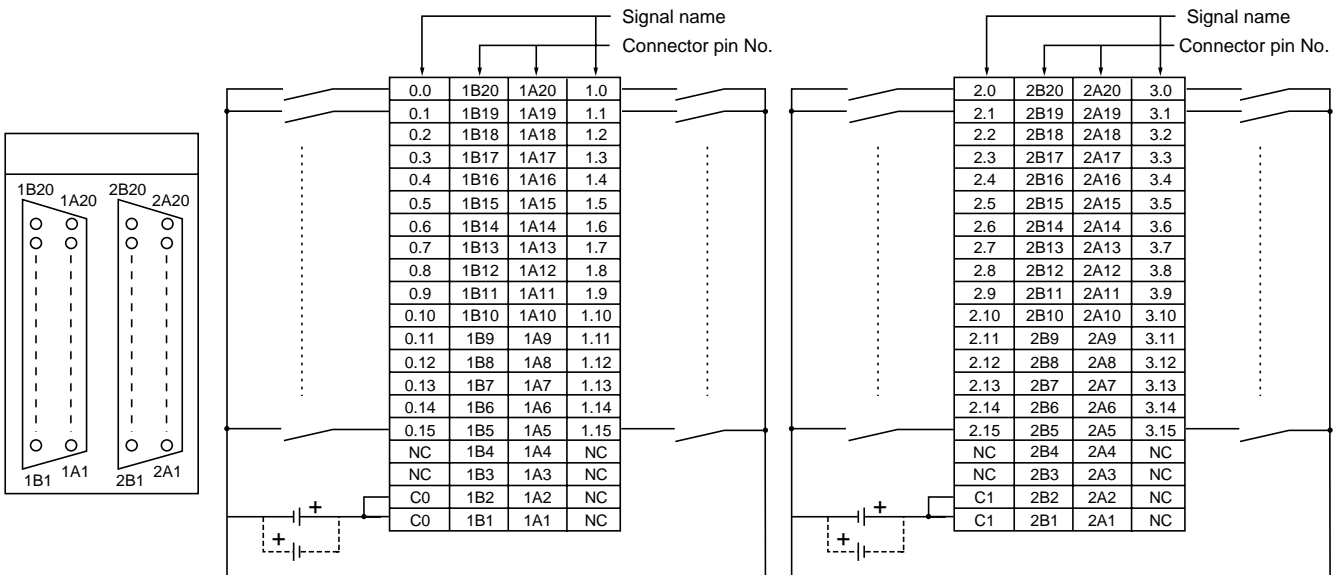 Signal name
Connector pin No.
0.0 1B20 1A20 1.0
0.1 1B19 1A19 1.1
0.2 1B18 1A18 1.2
0.3 1B17 1A17 1.3
0.4 1B16 1A16 1.4
0.5 1B15 1A15 1.5
0.6 1B14 1A14 1.6
0.7 1B13 1A13 1.7
0.8 1B12 1A12 1.8
0.9 1B11 1A11 1.9
0.10 1B10 1A10 1.10
0.11 1B9 1A9 1.11
0.12 1B8 1A8 1.12
0.13 1B7 1A7 1.13
0.14 1B6 1A6 1.14
0.15 1B5 1A5 1.15
NC 1B4 1A4 NC
NC 1B3 1A3 NC
C0 1B2 1A2 NC
C0 1B1 1A1 NC
+
+
Signal name
Connector pin No.
2.0 2B20 2A20 3.0
2.1 2B19 2A19 3.1
2.2 2B18 2A18 3.2
2.3 2B17 2A17 3.3
2.4 2B16 2A16 3.4
2.5 2B15 2A15 3.5
2.6 2B14 2A14 3.6
2.7 2B13 2A13 3.7
2.8 2B12 2A12 3.8
2.9 2B11 2A11 3.9
2.10 2B10 2A10 3.10
2.11 2B9 2A9 3.11
2.12 2B8 2A8 3.12
2.13 2B7 2A7 3.13
2.14 2B6 2A6 3.14
2.15 2B5 2A5 3.15
NC 2B4 2A4 NC
NC 2B3 2A3 NC
C1 2B2 2A2 NC
C1 2B1 2A1 NC
+
+
1B20 1A20 2B20 2A20
1B1 1A1 2B1 2A1